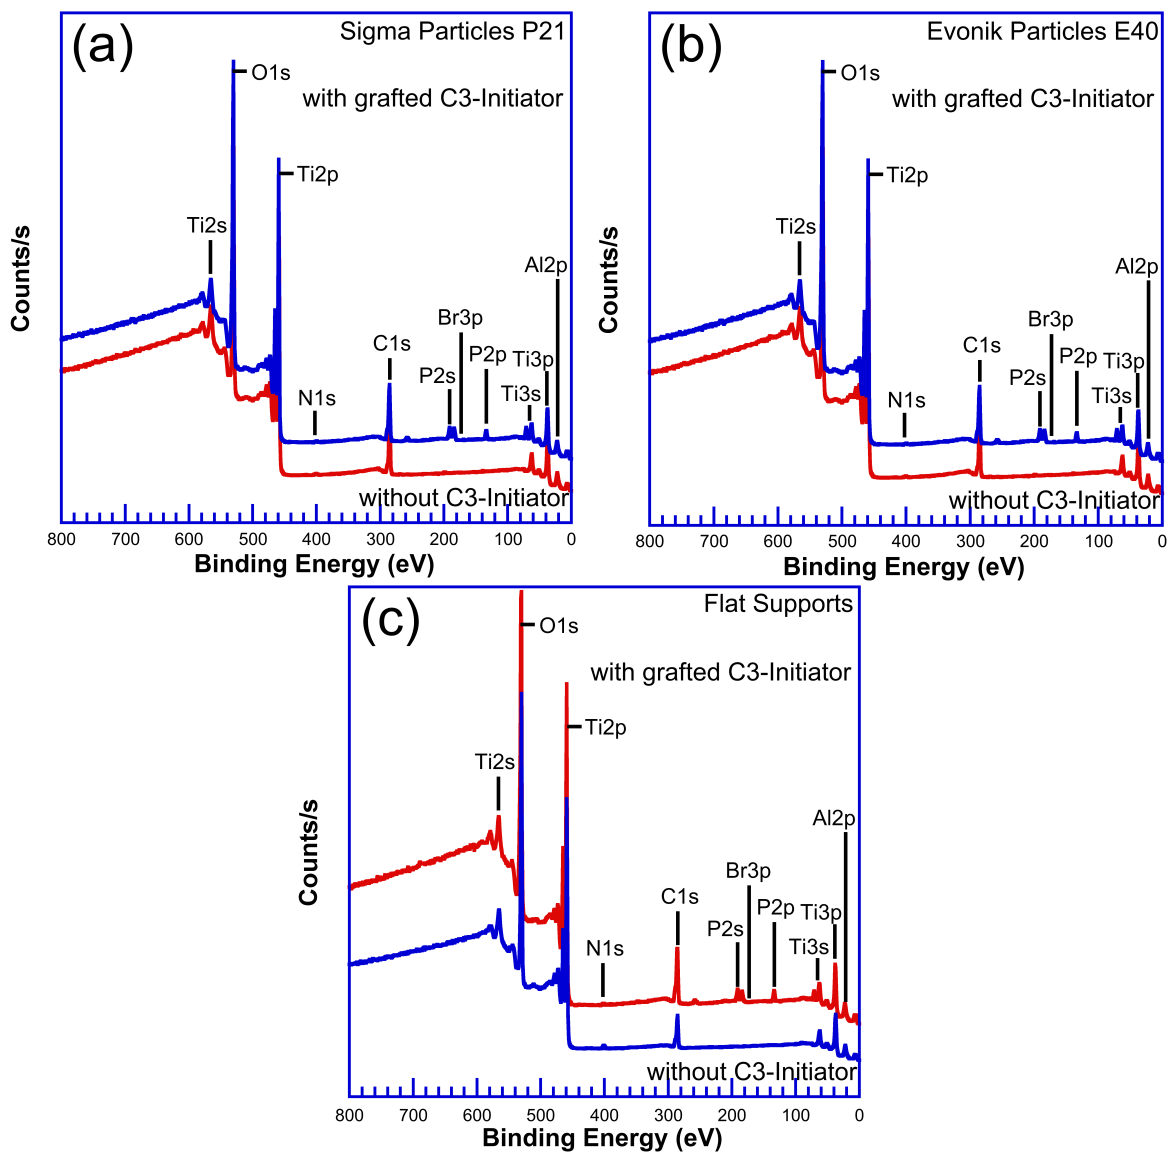 (a)
Sigma Particles P21
with grafted C3-Initiator
O1s
Ti2p
Ti2s
Al2p
Br3p
C1s
P2p
Ti3p
P2s
Ti3s
N1s
without C3-Initiator
Counts/s
800 700 600 500 400 300 200 100 0
Binding Energy (eV)
(b)
Evonik Particles E40
with grafted C3-Initiator
O1s
Ti2p
Ti2s
Al2p
Br3p
C1s
P2p
Ti3p
P2s
Ti3s
N1s
without C3-Initiator
Counts/s
800 700 600 500 400 300 200 100 0
Binding Energy (eV)
(c)
Flat Supports
O1s
with grafted C3-Initiator
Ti2p
Ti2s
Al2p
Br3p
C1s
P2p
Ti3p
P2s
Ti3s
N1s
without C3-Initiator
Counts/s
800 700 600 500 400 300 200 100 0
Binding Energy (eV)